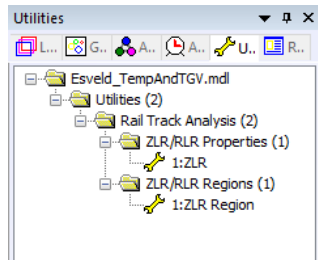 Utilities
L... G.. A.. A.. U.. R..
Esveld_TempAndTGV.mdl
Utilities (2)
Rail Track Analysis (2)
ZLR/RLR Properties (1)
1:ZLR
ZLR/RLR Regions (1)
1:ZLR Region